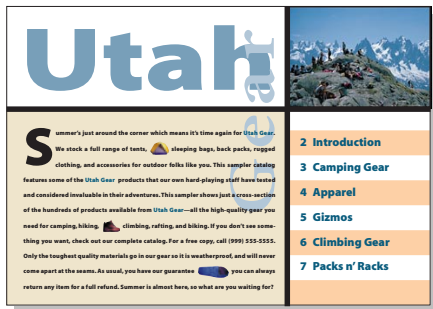 Utah
Gear
Summer's just around the corner which means it's time again for Utah Gear.
We stock a full range of tents, sleeping bags, back packs, rugged
clothing, and accessories for outdoor folks like you. This sampler catalog
features some of the Utah Gear products that our own hard-playing staff have tested
and considered invaluable in their adventures. This sampler shows just a cross-section
of the hundreds of products available from Utah Gear—all the high-quality gear you
need for camping, hiking, climbing, rafting, and biking. If you don't see some-
thing you want, check out our complete catalog. For a free copy, call (999) 555-5555.
Only the toughest quality materials go in our gear so it is weatherproof, and will never
come apart at the seams. As usual, you have our guarantee you can always
return any item for a full refund. Summer is almost here, so what are you waiting for?
2 Introduction
3 Camping Gear
4 Apparel
5 Gizmos
6 Climbing Gear
7 Packs n' Racks